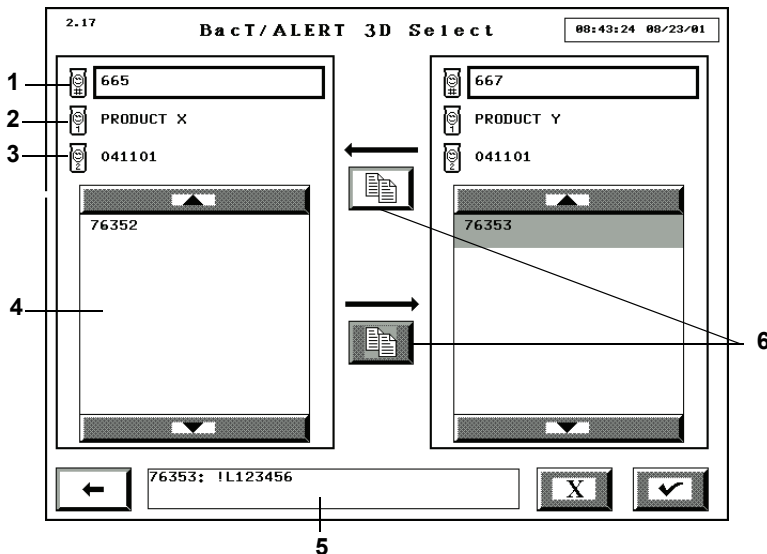 2.17
BacT/ALERT 3D Select
08:43:24 08/23/01
1
665
667
2
PRODUCT X
PRODUCT Y
3
041101
041101
76352
76353
4
6
76353: !L123456
X
5